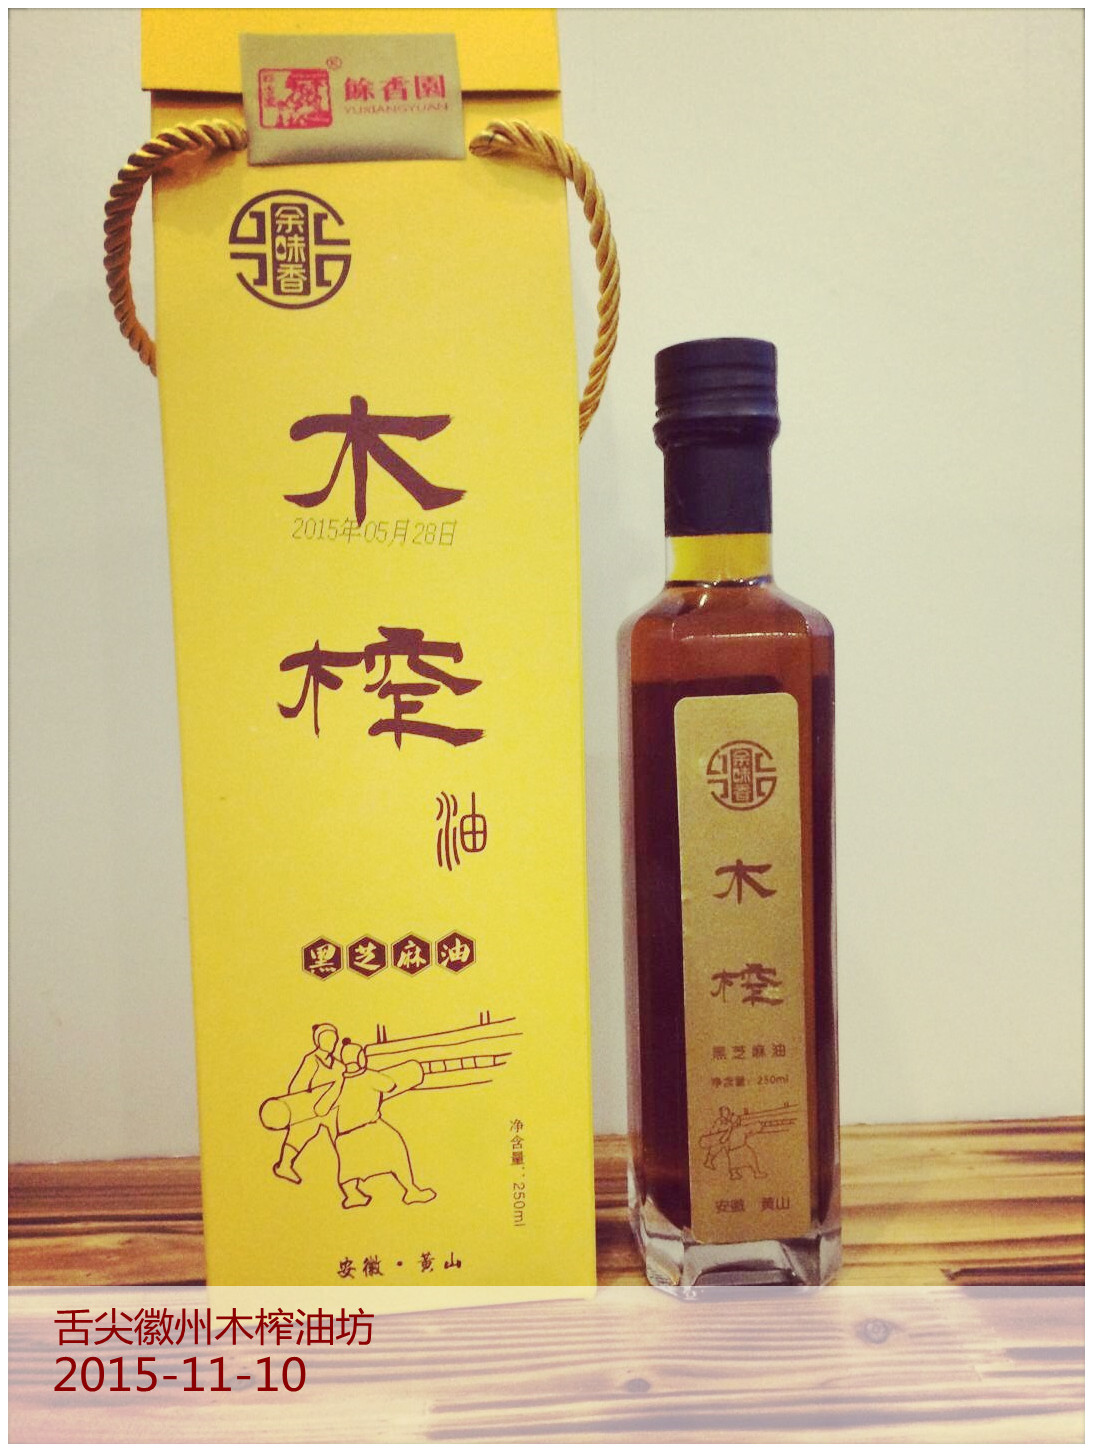 ®
餘香園
YUXIANGYUAN
余味香
木
2015年05月28日
榨
油
黑芝麻油
净含量：250ml
安徽·黄山
余味香
木
榨
黑芝麻油
净含量：250ml
安徽 黄山
舌尖徽州木榨油坊
2015-11-10